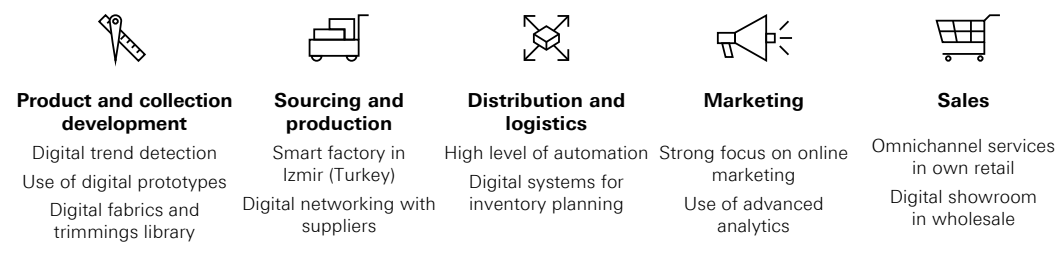 Product and collection
development
Digital trend detection
Use of digital prototypes
Digital fabrics and
trimmings library
Sourcing and
production
Smart factory in
Izmir (Turkey)
Digital networking with
suppliers
Distribution and
logistics
High level of automation
Digital systems for
inventory planning
Marketing
Strong focus on online
marketing
Use of advanced
analytics
Sales
Omnichannel services
in own retail
Digital showroom
in wholesale